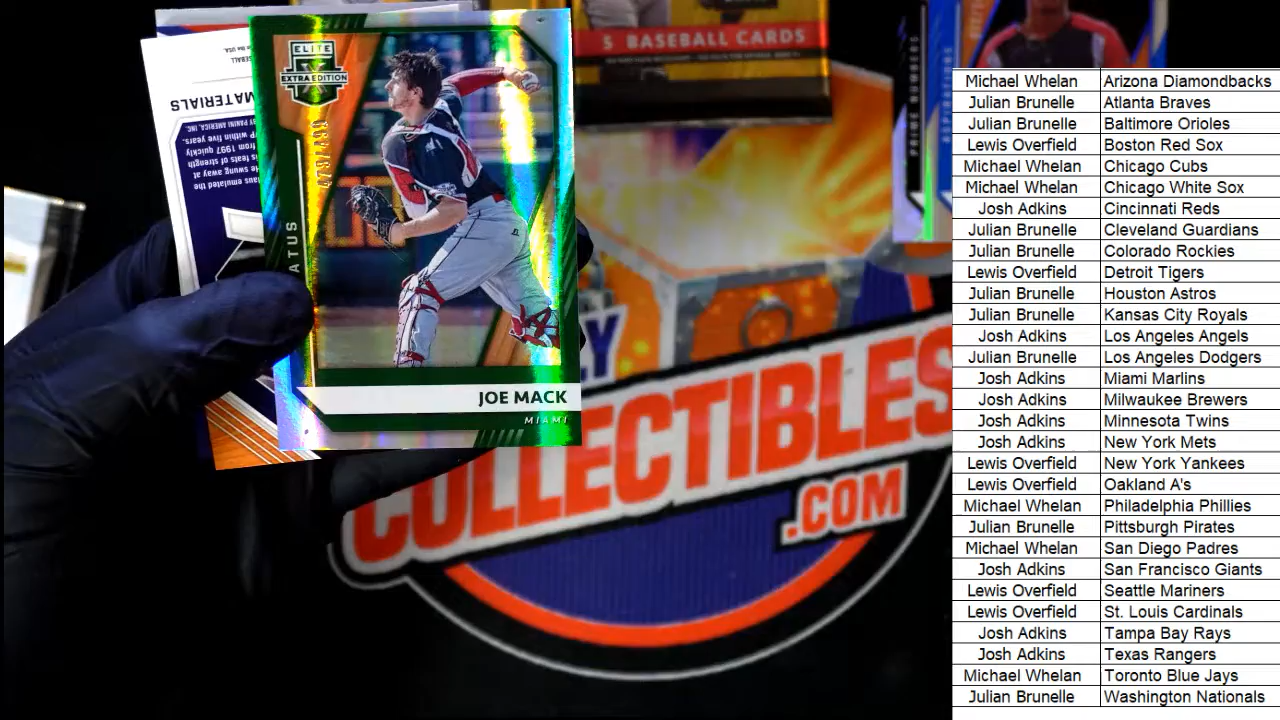 5 BASEBALL CARDS
ELITE
EXTRA EDITION
MATERIALS
BY PANINI AMERICA, INC.
PRIME NUMBERS
ASPIRATIONS
JOE MACK
MIAMI
COLLECTIBLES
.COM
Michael Whelan Arizona Diamondbacks
Julian Brunelle Atlanta Braves
Julian Brunelle Baltimore Orioles
Lewis Overfield Boston Red Sox
Michael Whelan Chicago Cubs
Michael Whelan Chicago White Sox
Josh Adkins Cincinnati Reds
Julian Brunelle Cleveland Guardians
Julian Brunelle Colorado Rockies
Lewis Overfield Detroit Tigers
Julian Brunelle Houston Astros
Julian Brunelle Kansas City Royals
Josh Adkins Los Angeles Angels
Julian Brunelle Los Angeles Dodgers
Josh Adkins Miami Marlins
Josh Adkins Milwaukee Brewers
Josh Adkins Minnesota Twins
Josh Adkins New York Mets
Lewis Overfield New York Yankees
Lewis Overfield Oakland A's
Michael Whelan Philadelphia Phillies
Julian Brunelle Pittsburgh Pirates
Michael Whelan San Diego Padres
Josh Adkins San Francisco Giants
Lewis Overfield Seattle Mariners
Lewis Overfield St. Louis Cardinals
Josh Adkins Tampa Bay Rays
Josh Adkins Texas Rangers
Michael Whelan Toronto Blue Jays
Julian Brunelle Washington Nationals